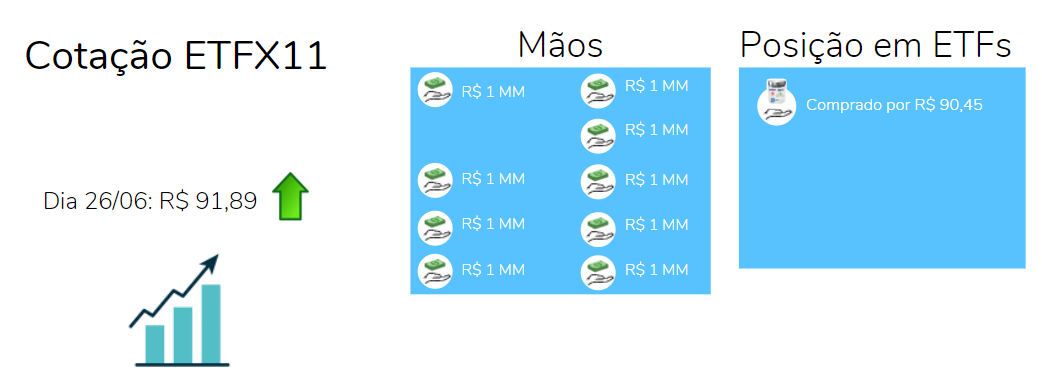 Cotação ETFX11
Dia 26/06: R$ 91,89
Mãos
R$ 1 MM
R$ 1 MM
R$ 1 MM
R$ 1 MM
R$ 1 MM
R$ 1 MM
R$ 1 MM
R$ 1 MM
R$ 1 MM
Posição em ETFs
Comprado por R$ 90,45